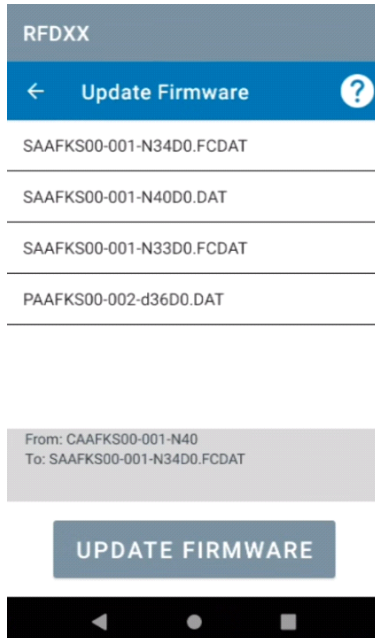 RFDXX
Update Firmware ?
SAAFKS00-001-N34D0.FCDAT
SAAFKS00-001-N40D0.DAT
SAAFKS00-001-N33D0.FCDAT
PAAFKS00-002-d36D0.DAT
From: CAAFKS00-001-N40
To: SAAFKS00-001-N34D0.FCDAT
UPDATE FIRMWARE